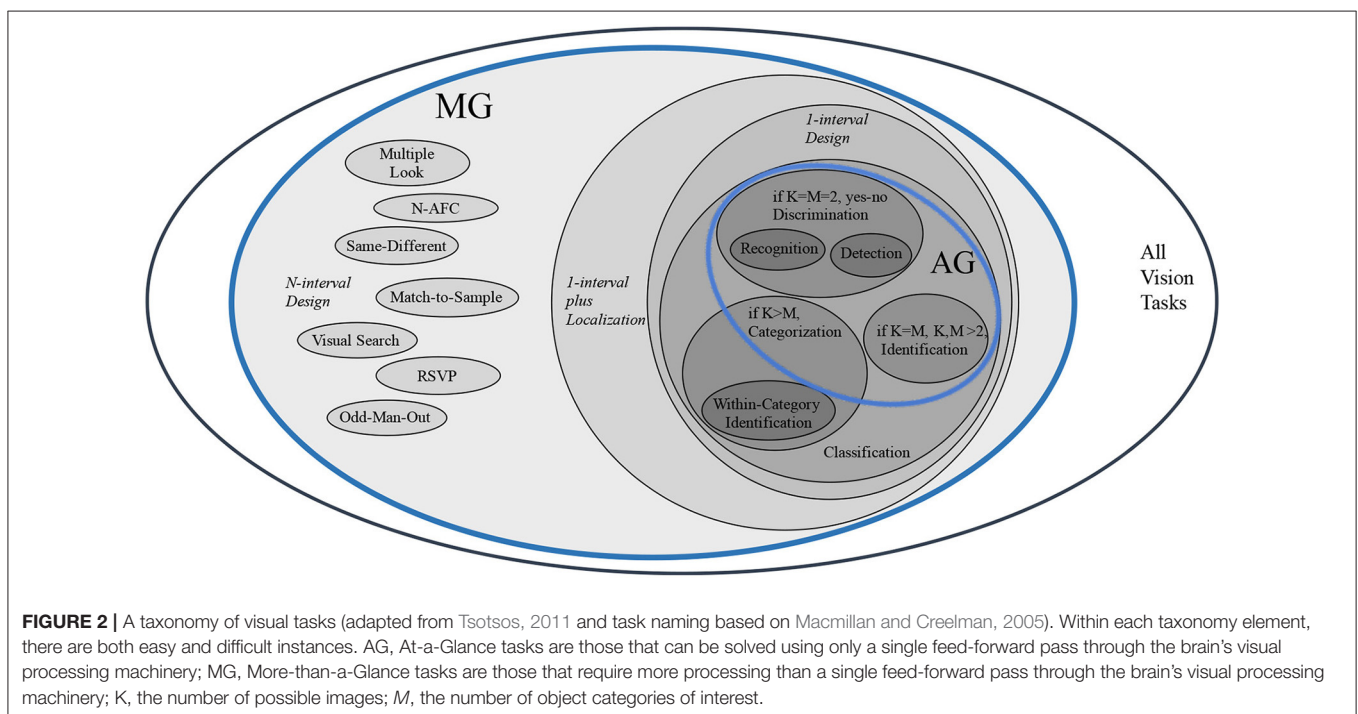 MG
Multiple
Look
N-AFC
Same-Different
N-interval
Design
Match-to-Sample
Visual Search
RSVP
Odd-Man-Out
1-interval
plus
Localization
1-interval
Design
if K=M=2, yes-no
Discrimination
Recognition
Detection
AG
if K>M,
Categorization
if K=M, K,M >2,
Identification
Within-Category
Identification
Classification
All
Vision
Tasks
FIGURE 2 | A taxonomy of visual tasks (adapted from Tsotsos, 2011 and task naming based on Macmillan and Creelman, 2005). Within each taxonomy element,
there are both easy and difficult instances. AG, At-a-Glance tasks are those that can be solved using only a single feed-forward pass through the brain's visual
processing machinery; MG, More-than-a-Glance tasks are those that require more processing than a single feed-forward pass through the brain's visual processing
machinery; K, the number of possible images; M, the number of object categories of interest.